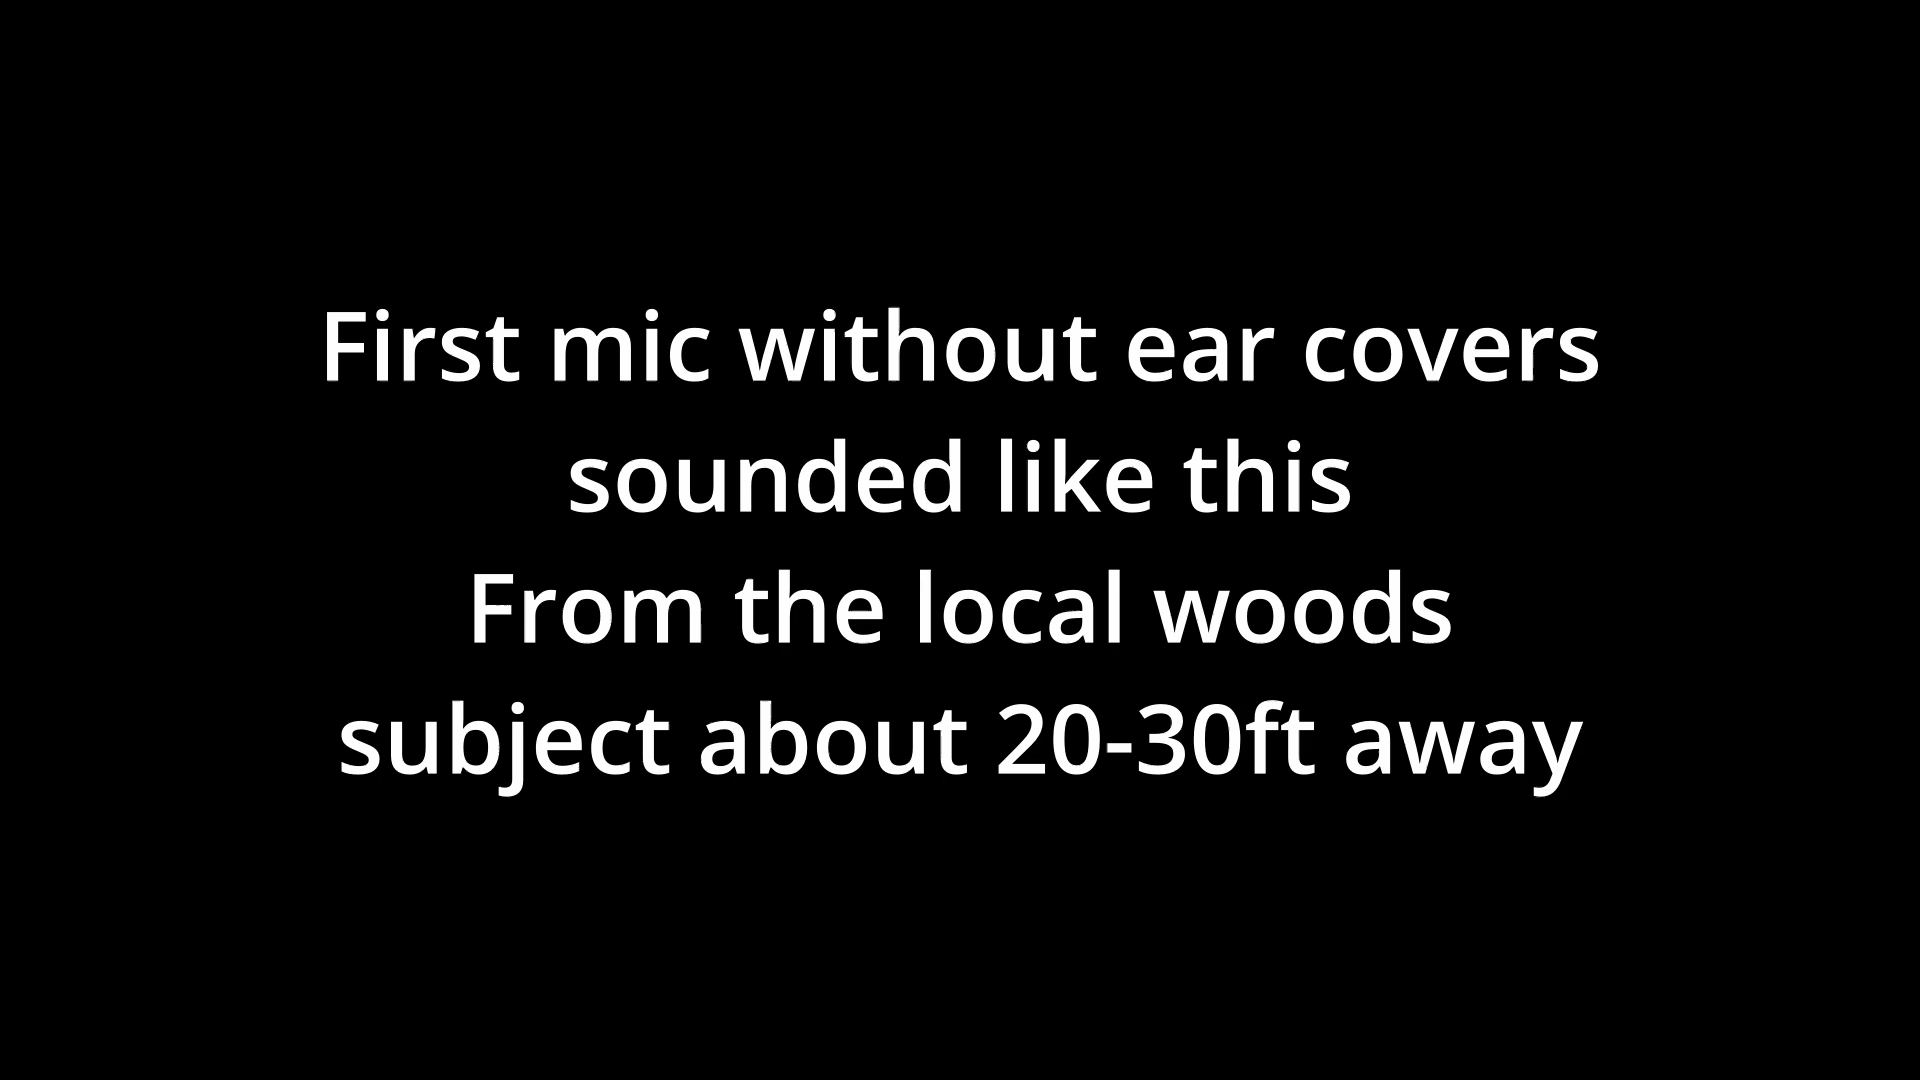 First mic without ear covers
sounded like this
From the local woods
subject about 20-30ft away